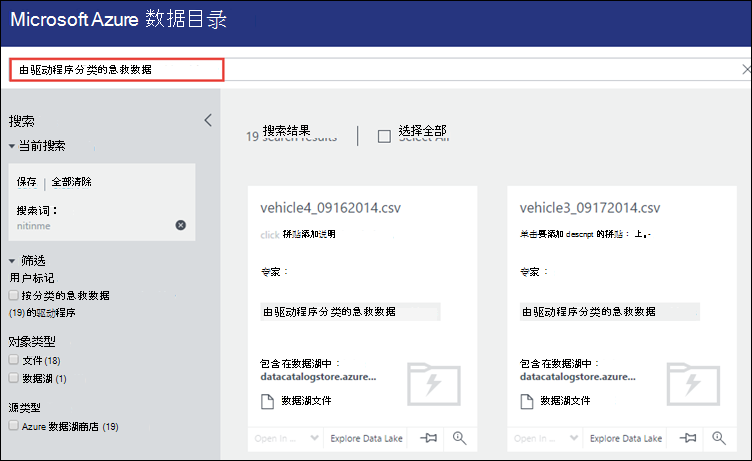 Microsoft Azure 数据目录
由驱动程序分类的急救数据
搜索
当前搜索
保存 | 全部清除
搜索词：
nitinme
筛选
用户标记
按分类的急救数据
(19) 的驱动程序
对象类型
文件 (18)
数据湖 (1)
源类型
Azure 数据湖商店 (19)
19 搜索结果
选择全部
vehicle4_09162014.csv
click 拼贴添加说明
专家：
由驱动程序分类的急救数据
包含在数据湖中：
datacatalogstore.azure...
数据湖文件
Open In ...
Explore Data Lake
vehicle3_09172014.csv
单击要添加 descript 的拼贴： 上。-
专家：
由驱动程序分类的急救数据
包含在数据湖中：
datacatalogstore.azure...
数据湖文件
Open In ...
Explore Data Lake